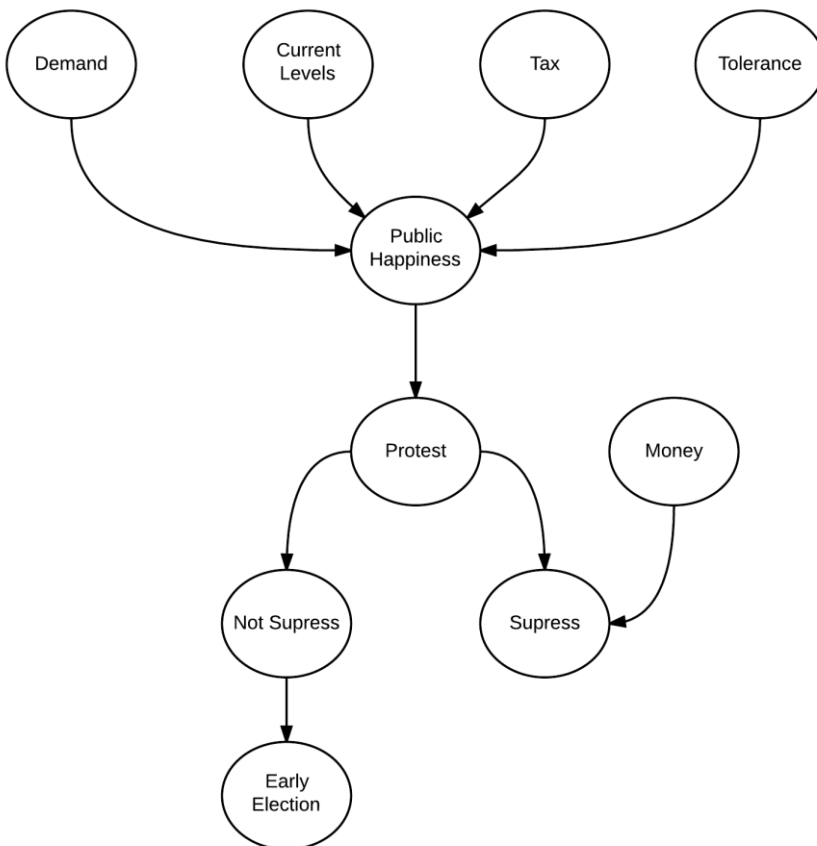 Demand
Current
Levels
Tax
Tolerance
Public
Happiness
Protest
Money
Not Supress
Supress
Early
Election